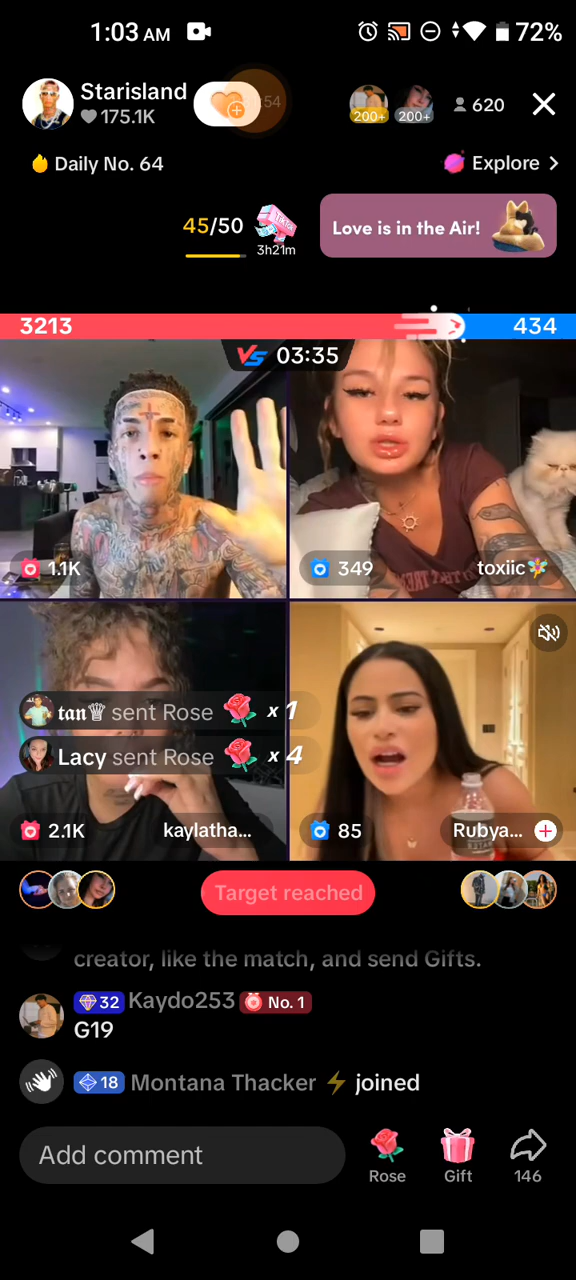 1:03 AM
72%
Starisland
175.1K
200+
200+
620
Daily No. 64
Explore
45/50
TikTok
3h21m
Love is in the Air!
3213
434
VS 03:35
1.1K
349
toxiic
tan sent Rose x 1
Lacy sent Rose x 4
2.1K
kaylatha...
85
Rubya...
Target reached
creator, like the match, and send Gifts.
32 Kaydo253 No. 1
G19
18 Montana Thacker joined
Add comment
Rose
Gift
146